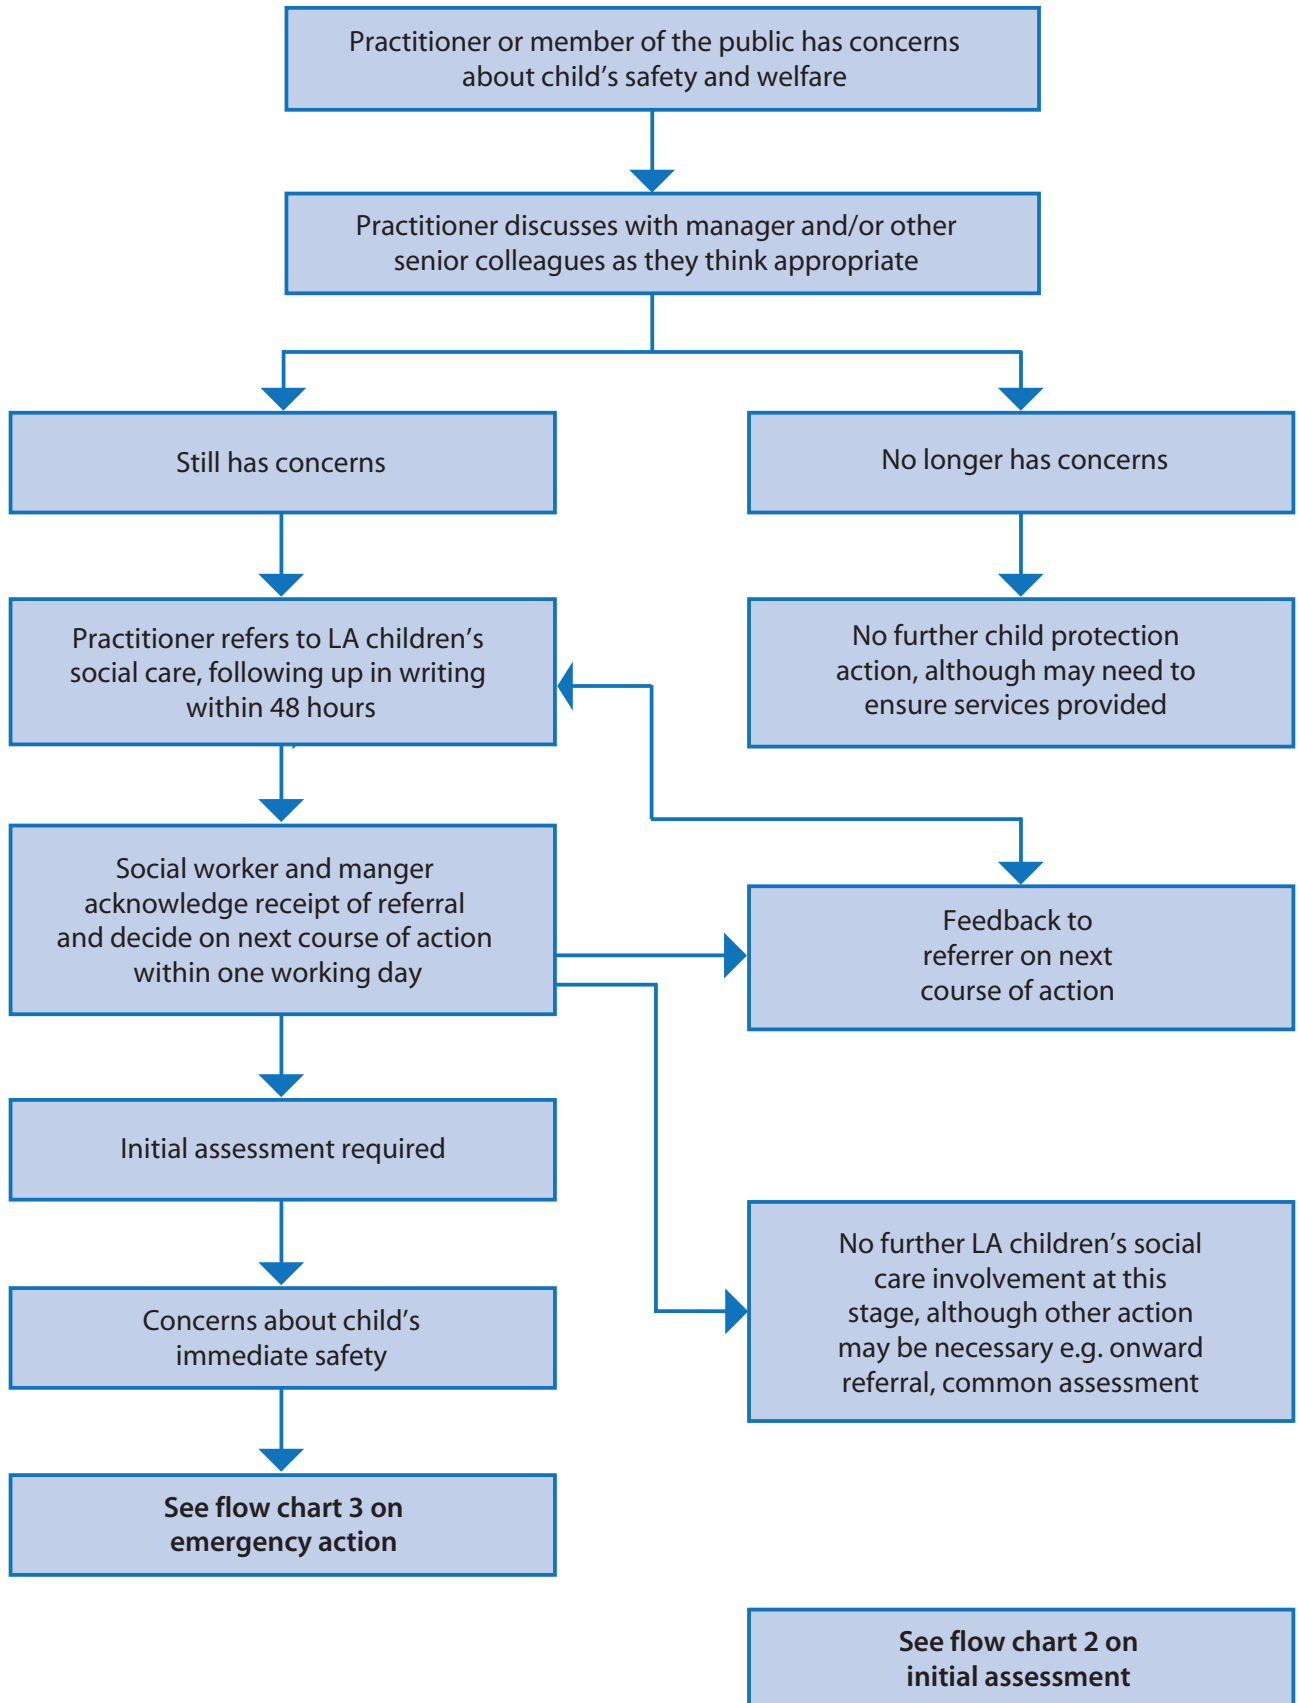 Practitioner or member of the public has concerns
about child’s safety and welfare
Practitioner discusses with manager and/or other
senior colleagues as they think appropriate
Still has concerns
No longer has concerns
Practitioner refers to LA children’s
social care, following up in writing
within 48 hours
No further child protection
action, although may need to
ensure services provided
Social worker and manger
acknowledge receipt of referral
and decide on next course of action
within one working day
Feedback to
referrer on next
course of action
Initial assessment required
No further LA children’s social
care involvement at this
stage, although other action
may be necessary e.g. onward
referral, common assessment
Concerns about child’s
immediate safety
See flow chart 3 on
emergency action
See flow chart 2 on
initial assessment